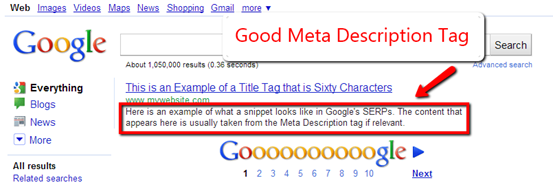 Web Images Videos Maps News Shopping Gmail more
Google
Good Meta Description Tag
Search
About 1,050,000 results (0.36 seconds)
Advanced search
Everything
Blogs
News
More
All results
Related searches
This is an Example of a Title Tag that is Sixty Characters
www.mywebsite.com
Here is an example of what a snippet looks like in Google's SERPs. The content that
appears here is usually taken from the Meta Description tag if relevant.
Goooooooooogle
1 2 3 4 5 6 7 8 9 10 Next